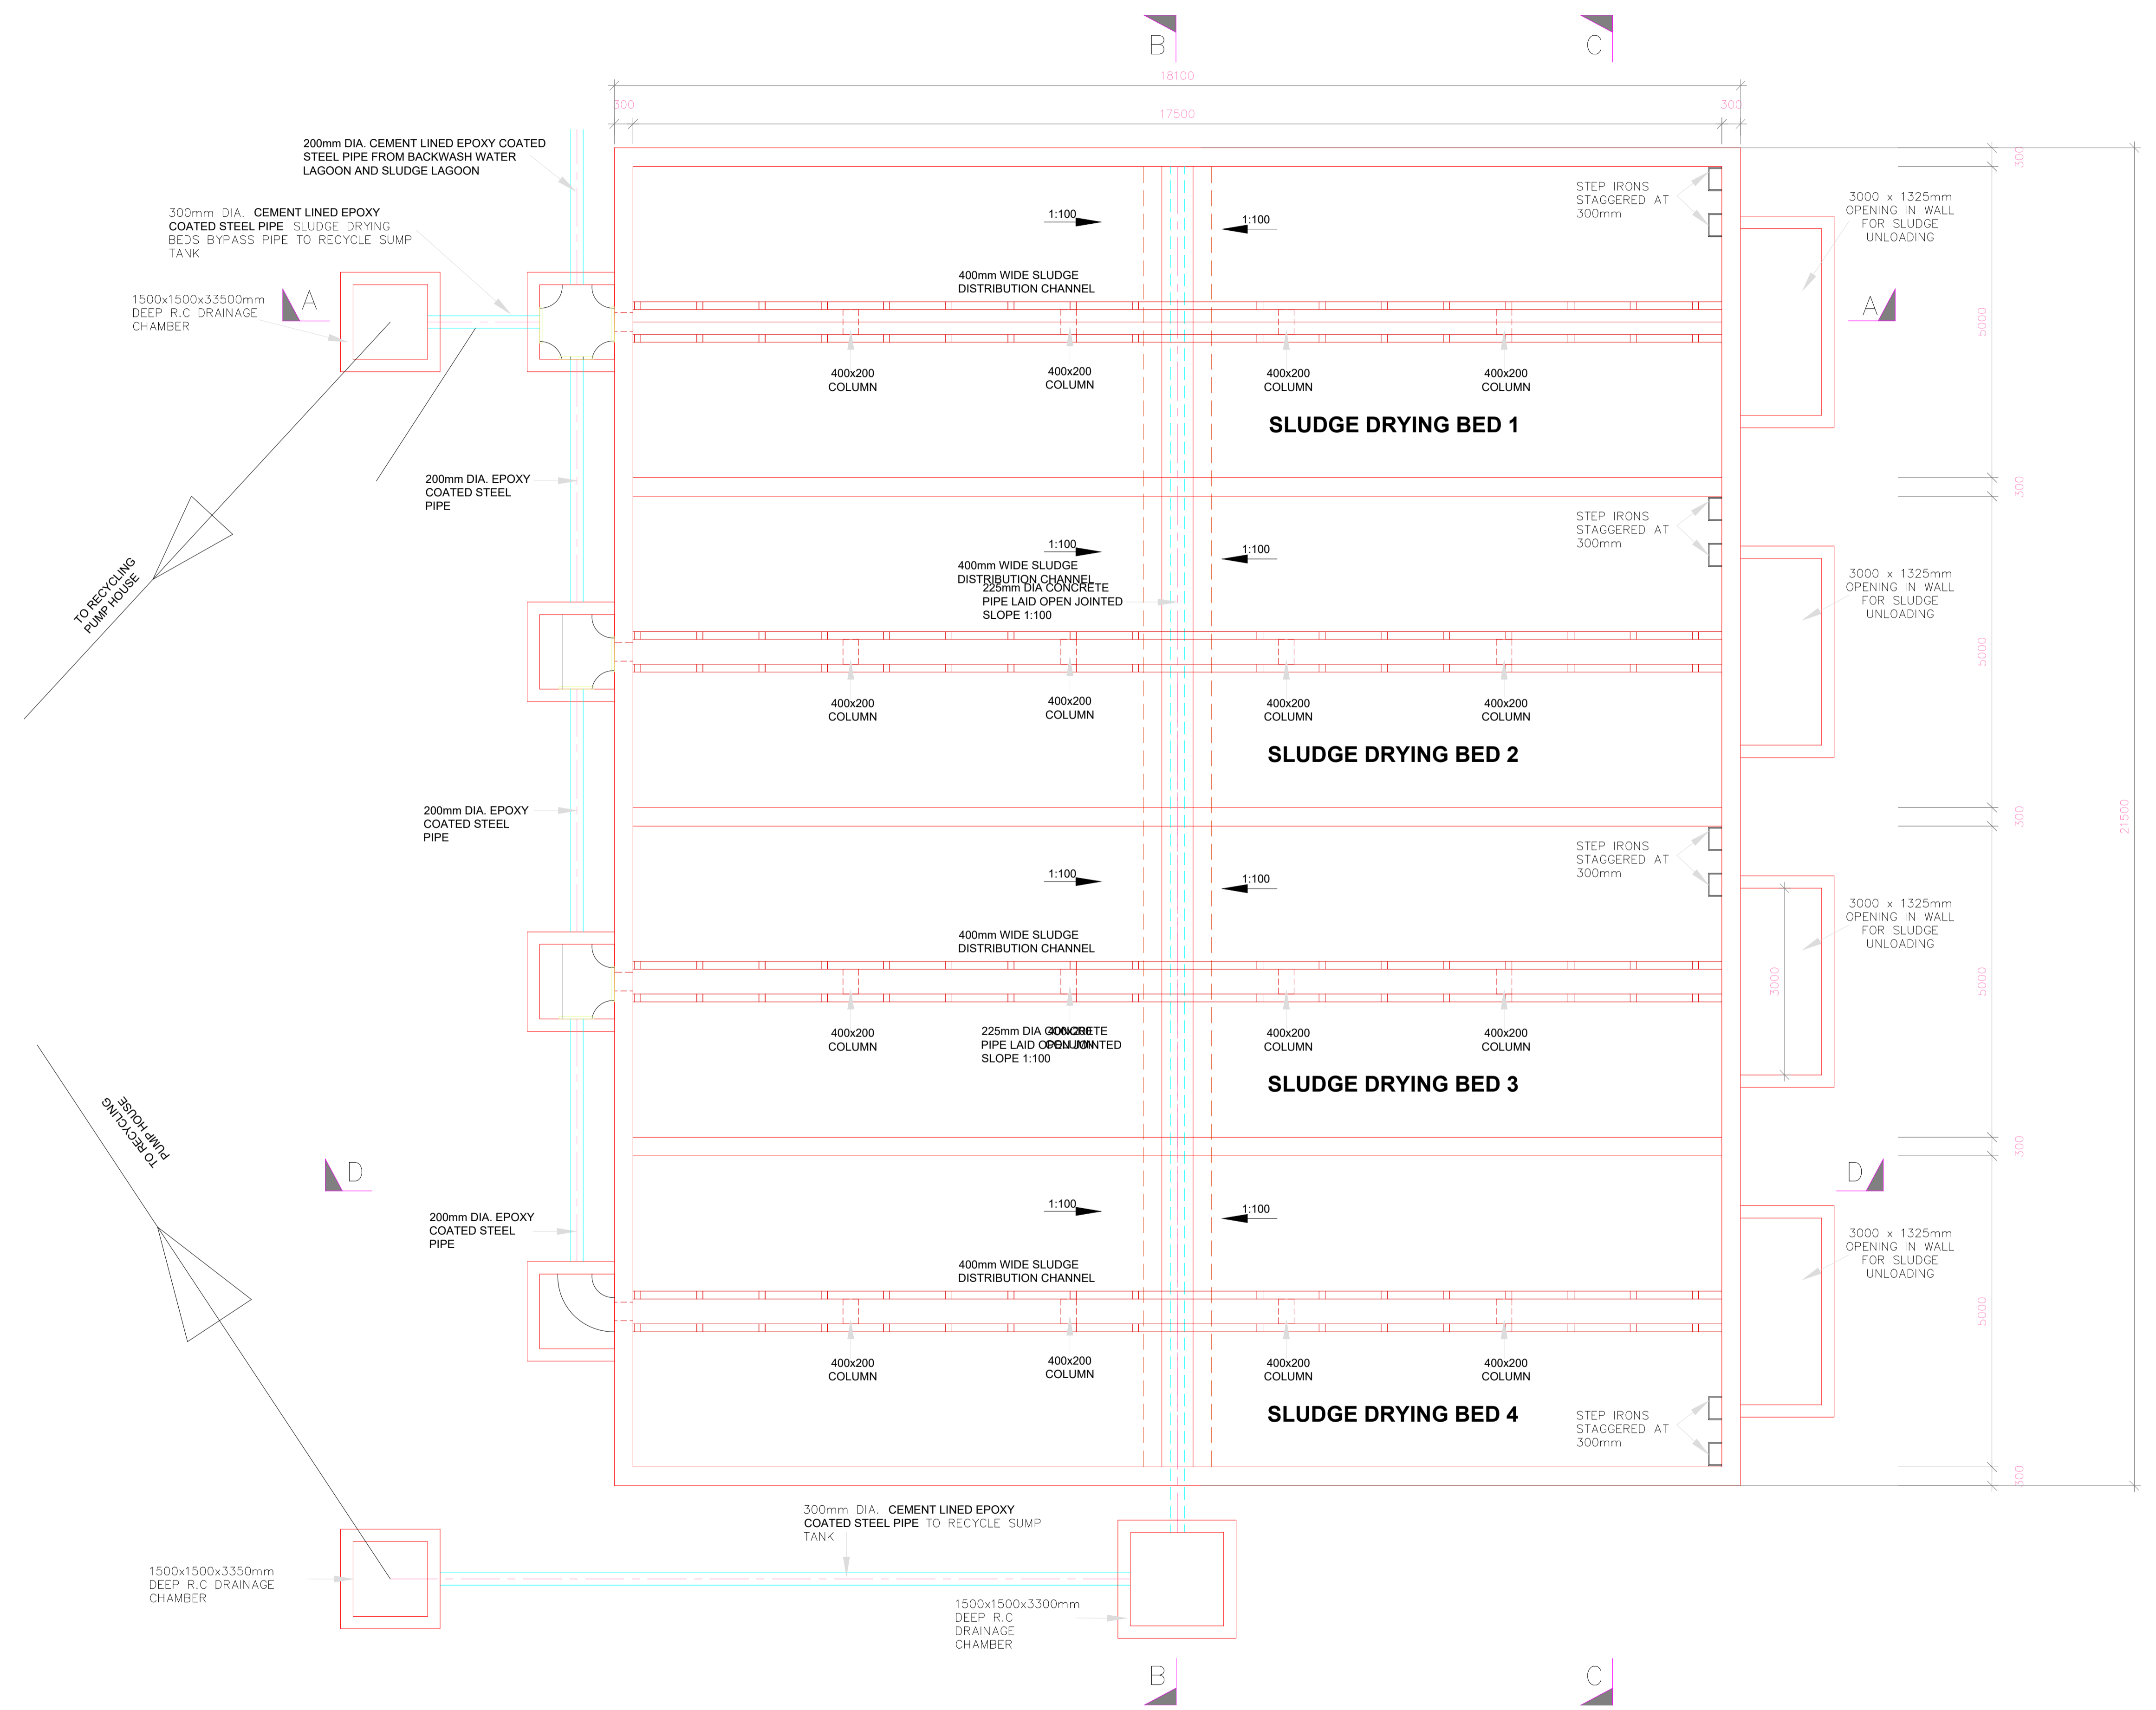 B
C
18100
300
17500
300
200mm DIA. CEMENT LINED EPOXY COATED
STEEL PIPE FROM BACKWASH WATER
LAGOON AND SLUDGE LAGOON
300mm DIA. CEMENT LINED EPOXY
COATED STEEL PIPE SLUDGE DRYING
BEDS BYPASS PIPE TO RECYCLE SUMP
TANK
1500x1500x33500mm
DEEP R.C DRAINAGE
CHAMBER
A
1:100
1:100
400mm WIDE SLUDGE
DISTRIBUTION CHANNEL
STEP IRONS
STAGGERED AT
300mm
3000 x 1325mm
OPENING IN WALL
FOR SLUDGE
UNLOADING
A
300
5000
400x200
COLUMN
400x200
COLUMN
400x200
COLUMN
400x200
COLUMN
SLUDGE DRYING BED 1
200mm DIA. EPOXY
COATED STEEL
PIPE
300
TO RECYCLING
PUMP HOUSE
1:100
1:100
400mm WIDE SLUDGE
DISTRIBUTION CHANNEL
225mm DIA CONCRETE
PIPE LAID OPEN JOINTED
SLOPE 1:100
STEP IRONS
STAGGERED AT
300mm
3000 x 1325mm
OPENING IN WALL
FOR SLUDGE
UNLOADING
5000
400x200
COLUMN
400x200
COLUMN
400x200
COLUMN
400x200
COLUMN
SLUDGE DRYING BED 2
200mm DIA. EPOXY
COATED STEEL
PIPE
300
21500
1:100
1:100
400mm WIDE SLUDGE
DISTRIBUTION CHANNEL
STEP IRONS
STAGGERED AT
300mm
3000 x 1325mm
OPENING IN WALL
FOR SLUDGE
UNLOADING
3000
5000
400x200
COLUMN
225mm DIA CONCRETE
PIPE LAID OPEN JOINTED
SLOPE 1:100
400x200
COLUMN
400x200
COLUMN
400x200
COLUMN
SLUDGE DRYING BED 3
TO RECYCLING
PUMP HOUSE
D
D
300
1:100
1:100
200mm DIA. EPOXY
COATED STEEL
PIPE
400mm WIDE SLUDGE
DISTRIBUTION CHANNEL
3000 x 1325mm
OPENING IN WALL
FOR SLUDGE
UNLOADING
5000
400x200
COLUMN
400x200
COLUMN
400x200
COLUMN
400x200
COLUMN
SLUDGE DRYING BED 4
STEP IRONS
STAGGERED AT
300mm
300
300mm DIA. CEMENT LINED EPOXY
COATED STEEL PIPE TO RECYCLE SUMP
TANK
1500x1500x3350mm
DEEP R.C DRAINAGE
CHAMBER
1500x1500x3300mm
DEEP R.C
DRAINAGE
CHAMBER
B
C